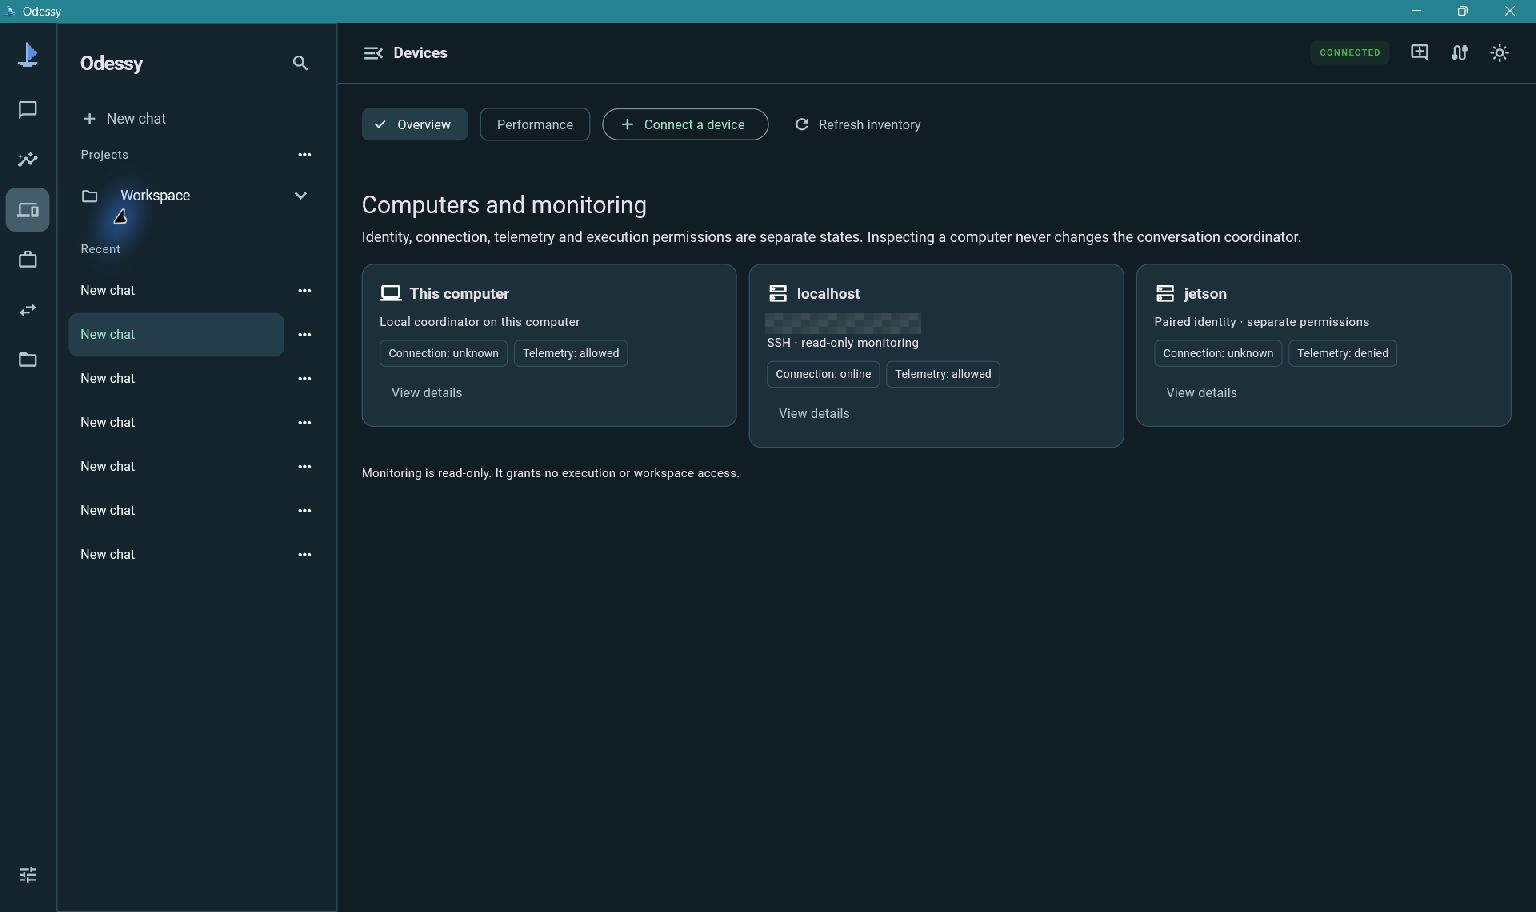 Odessy
Odessy
New chat
Projects
Workspace
Recent
New chat
New chat
New chat
New chat
New chat
New chat
New chat
Devices
CONNECTED
Overview
Performance
Connect a device
Refresh inventory
Computers and monitoring
Identity, connection, telemetry and execution permissions are separate states. Inspecting a computer never changes the conversation coordinator.
This computer
Local coordinator on this computer
Connection: unknown
Telemetry: allowed
View details
localhost
SSH · read-only monitoring
Connection: online
Telemetry: allowed
View details
jetson
Paired identity · separate permissions
Connection: unknown
Telemetry: denied
View details
Monitoring is read-only. It grants no execution or workspace access.